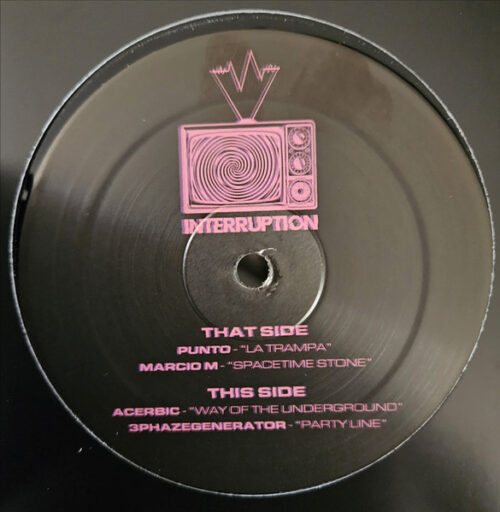 INTERRUPTION
THAT SIDE
PUNTO - "LA TRAMPA"
MARCIO M - "SPACETIME STONE"
THIS SIDE
ACERBIC - "WAY OF THE UNDERGROUND"
3PHAZEGENERATOR - "PARTY LINE"